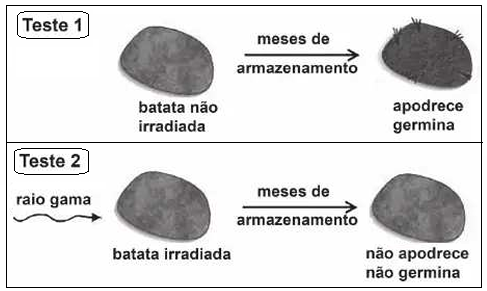 Teste 1
batata não
irradiada
meses de
armazenamento
apodrece
germina
Teste 2
raio gama
batata irradiada
meses de
armazenamento
não apodrece
não germina